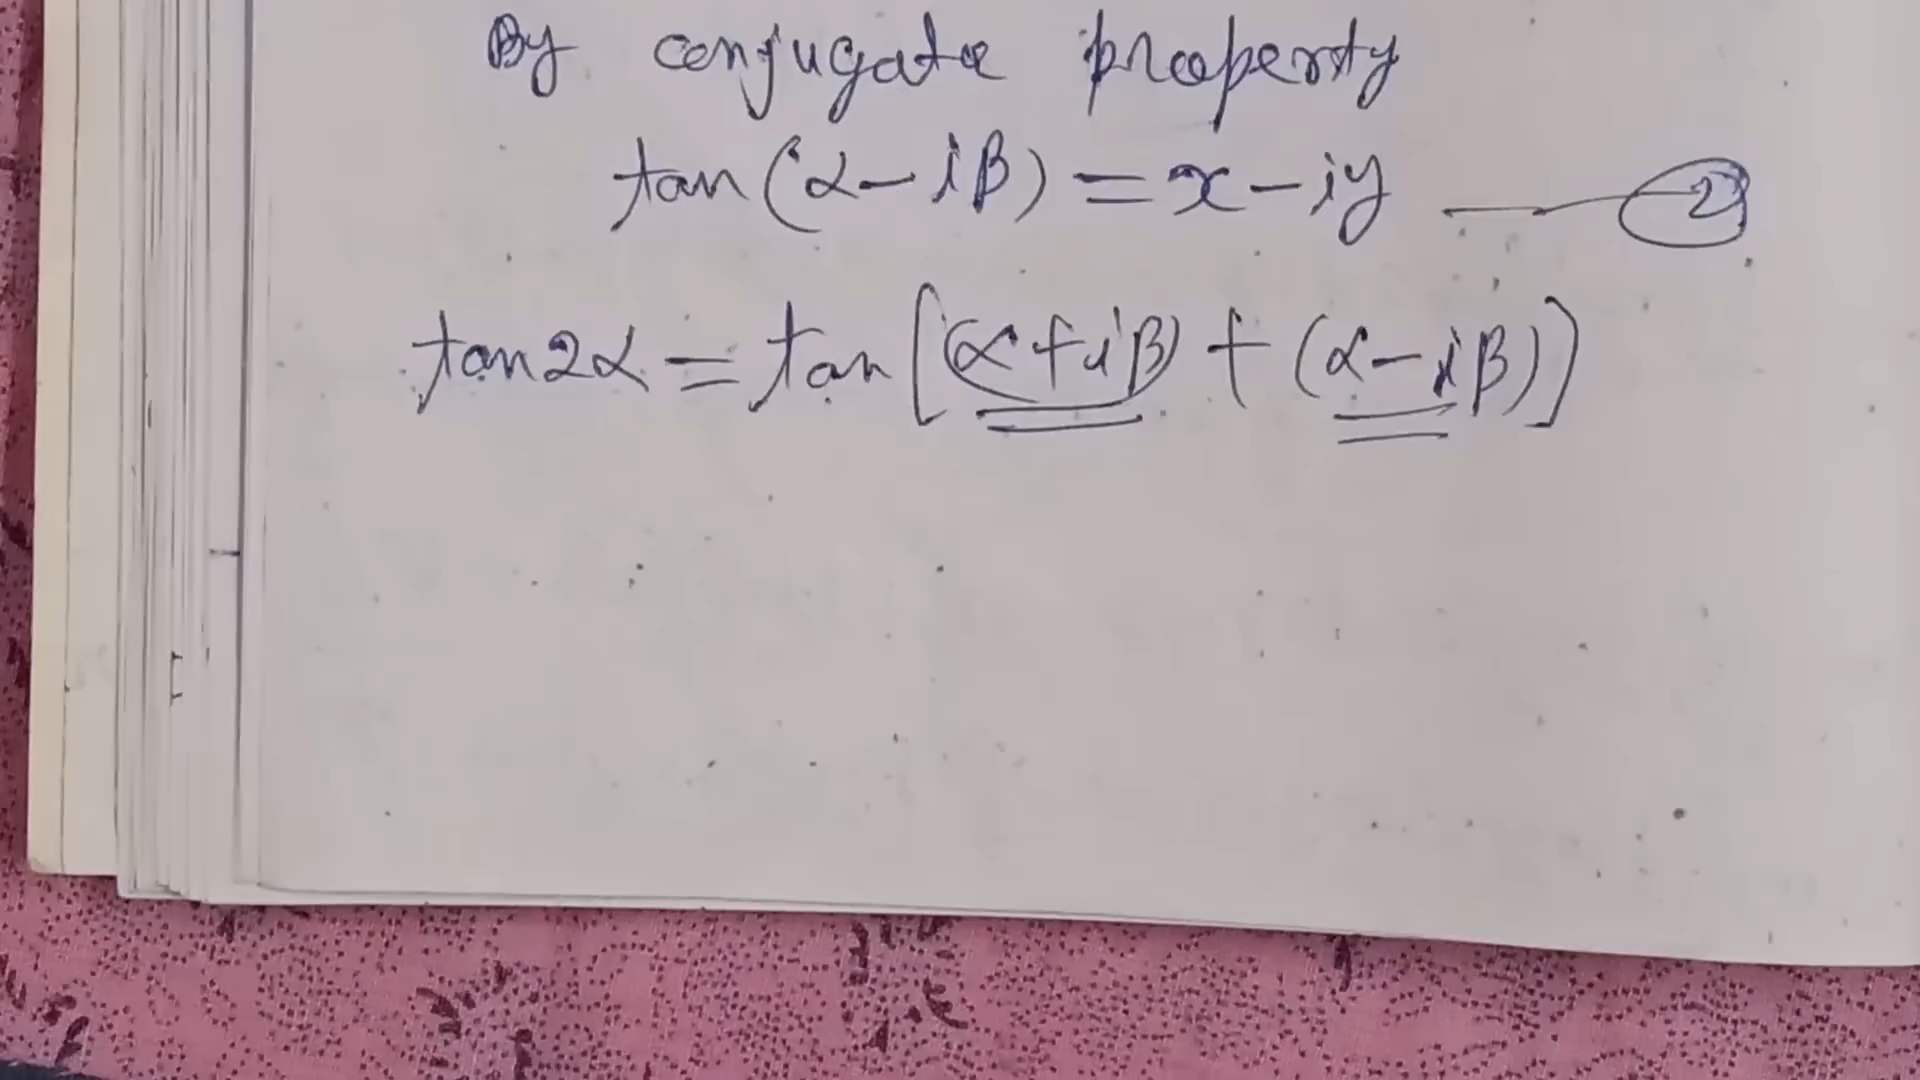 By conjugate property
tan(α-iβ) = x-iy — 2
tan2α = tan[(α+iβ) + (α-iβ)]